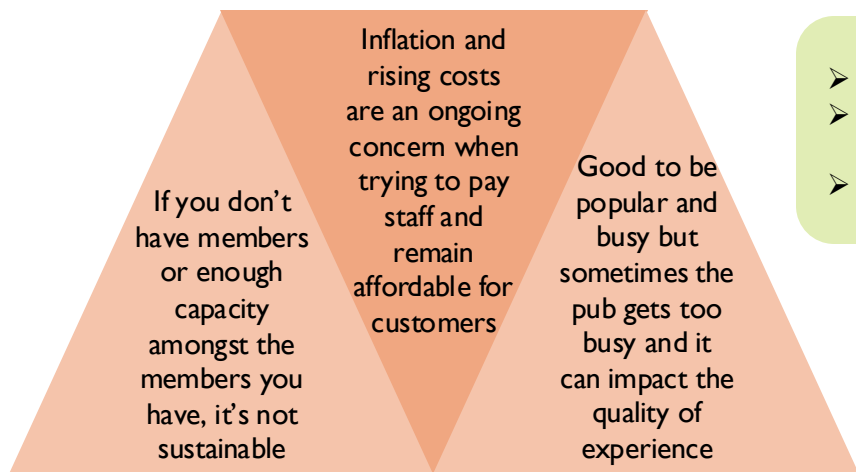 If you don't
have members
or enough
capacity
amongst the
members you
have, it's not
sustainable
Inflation and
rising costs
are an ongoing
concern when
trying to pay
staff and
remain
affordable for
customers
Good to be
popular and
busy but
sometimes the
pub gets too
busy and it
can impact the
quality of
experience